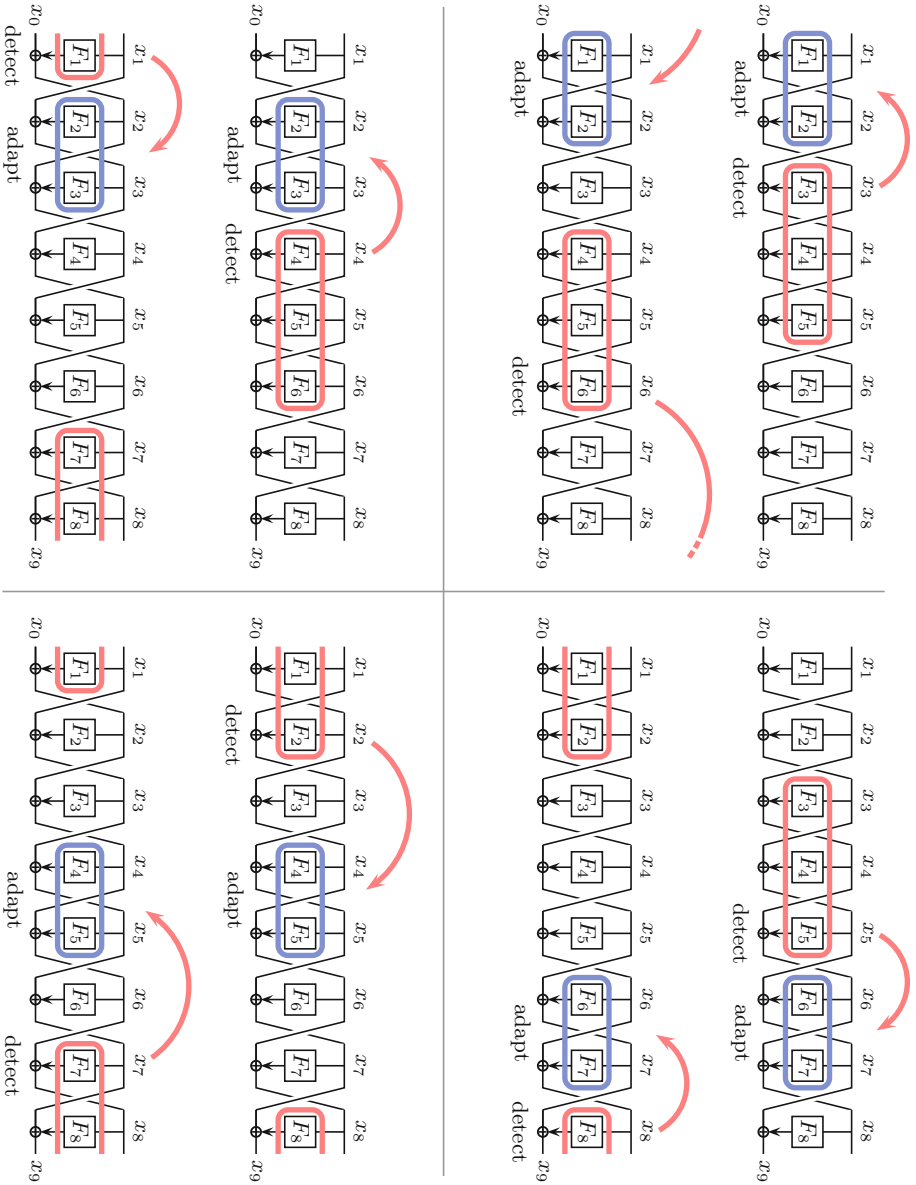 x₁ x₂ x₃ x₄ x₅ x₆ x₇ x₈
F₁ F₂ F₃ F₄ F₅ F₆ F₇ F₈
x₀ x₉
adapt detect
x₁ x₂ x₃ x₄ x₅ x₆ x₇ x₈
F₁ F₂ F₃ F₄ F₅ F₆ F₇ F₈
x₀ x₉
adapt detect
x₁ x₂ x₃ x₄ x₅ x₆ x₇ x₈
F₁ F₂ F₃ F₄ F₅ F₆ F₇ F₈
x₀ x₉
detect adapt
x₁ x₂ x₃ x₄ x₅ x₆ x₇ x₈
F₁ F₂ F₃ F₄ F₅ F₆ F₇ F₈
x₀ x₉
adapt detect
x₁ x₂ x₃ x₄ x₅ x₆ x₇ x₈
F₁ F₂ F₃ F₄ F₅ F₆ F₇ F₈
x₀ x₉
adapt detect
x₁ x₂ x₃ x₄ x₅ x₆ x₇ x₈
F₁ F₂ F₃ F₄ F₅ F₆ F₇ F₈
x₀ x₉
detect adapt
x₁ x₂ x₃ x₄ x₅ x₆ x₇ x₈
F₁ F₂ F₃ F₄ F₅ F₆ F₇ F₈
x₀ x₉
detect adapt
x₁ x₂ x₃ x₄ x₅ x₆ x₇ x₈
F₁ F₂ F₃ F₄ F₅ F₆ F₇ F₈
x₀ x₉
adapt detect